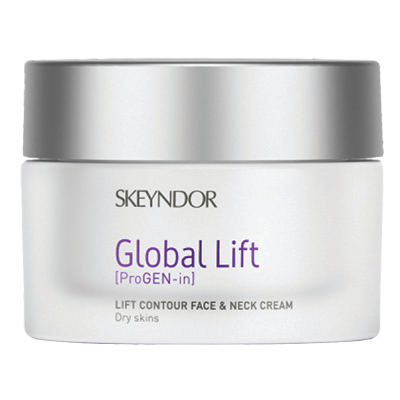 SKEYNDOR
Global Lift
[ProGEN-in]
LIFT CONTOUR FACE & NECK CREAM
Dry skins